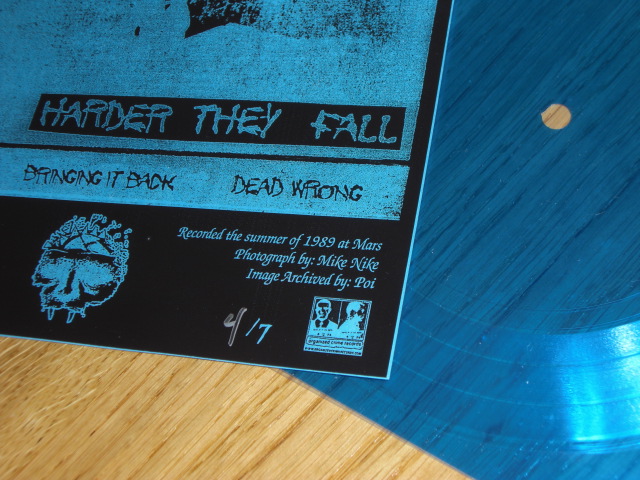 HARDER THEY FALL
BRINGING IT BACK DEAD WRONG
Recorded the summer of 1989 at Mars
Photograph by: Mike Nike
Image Archived by: Poi
4/7
organized crime records